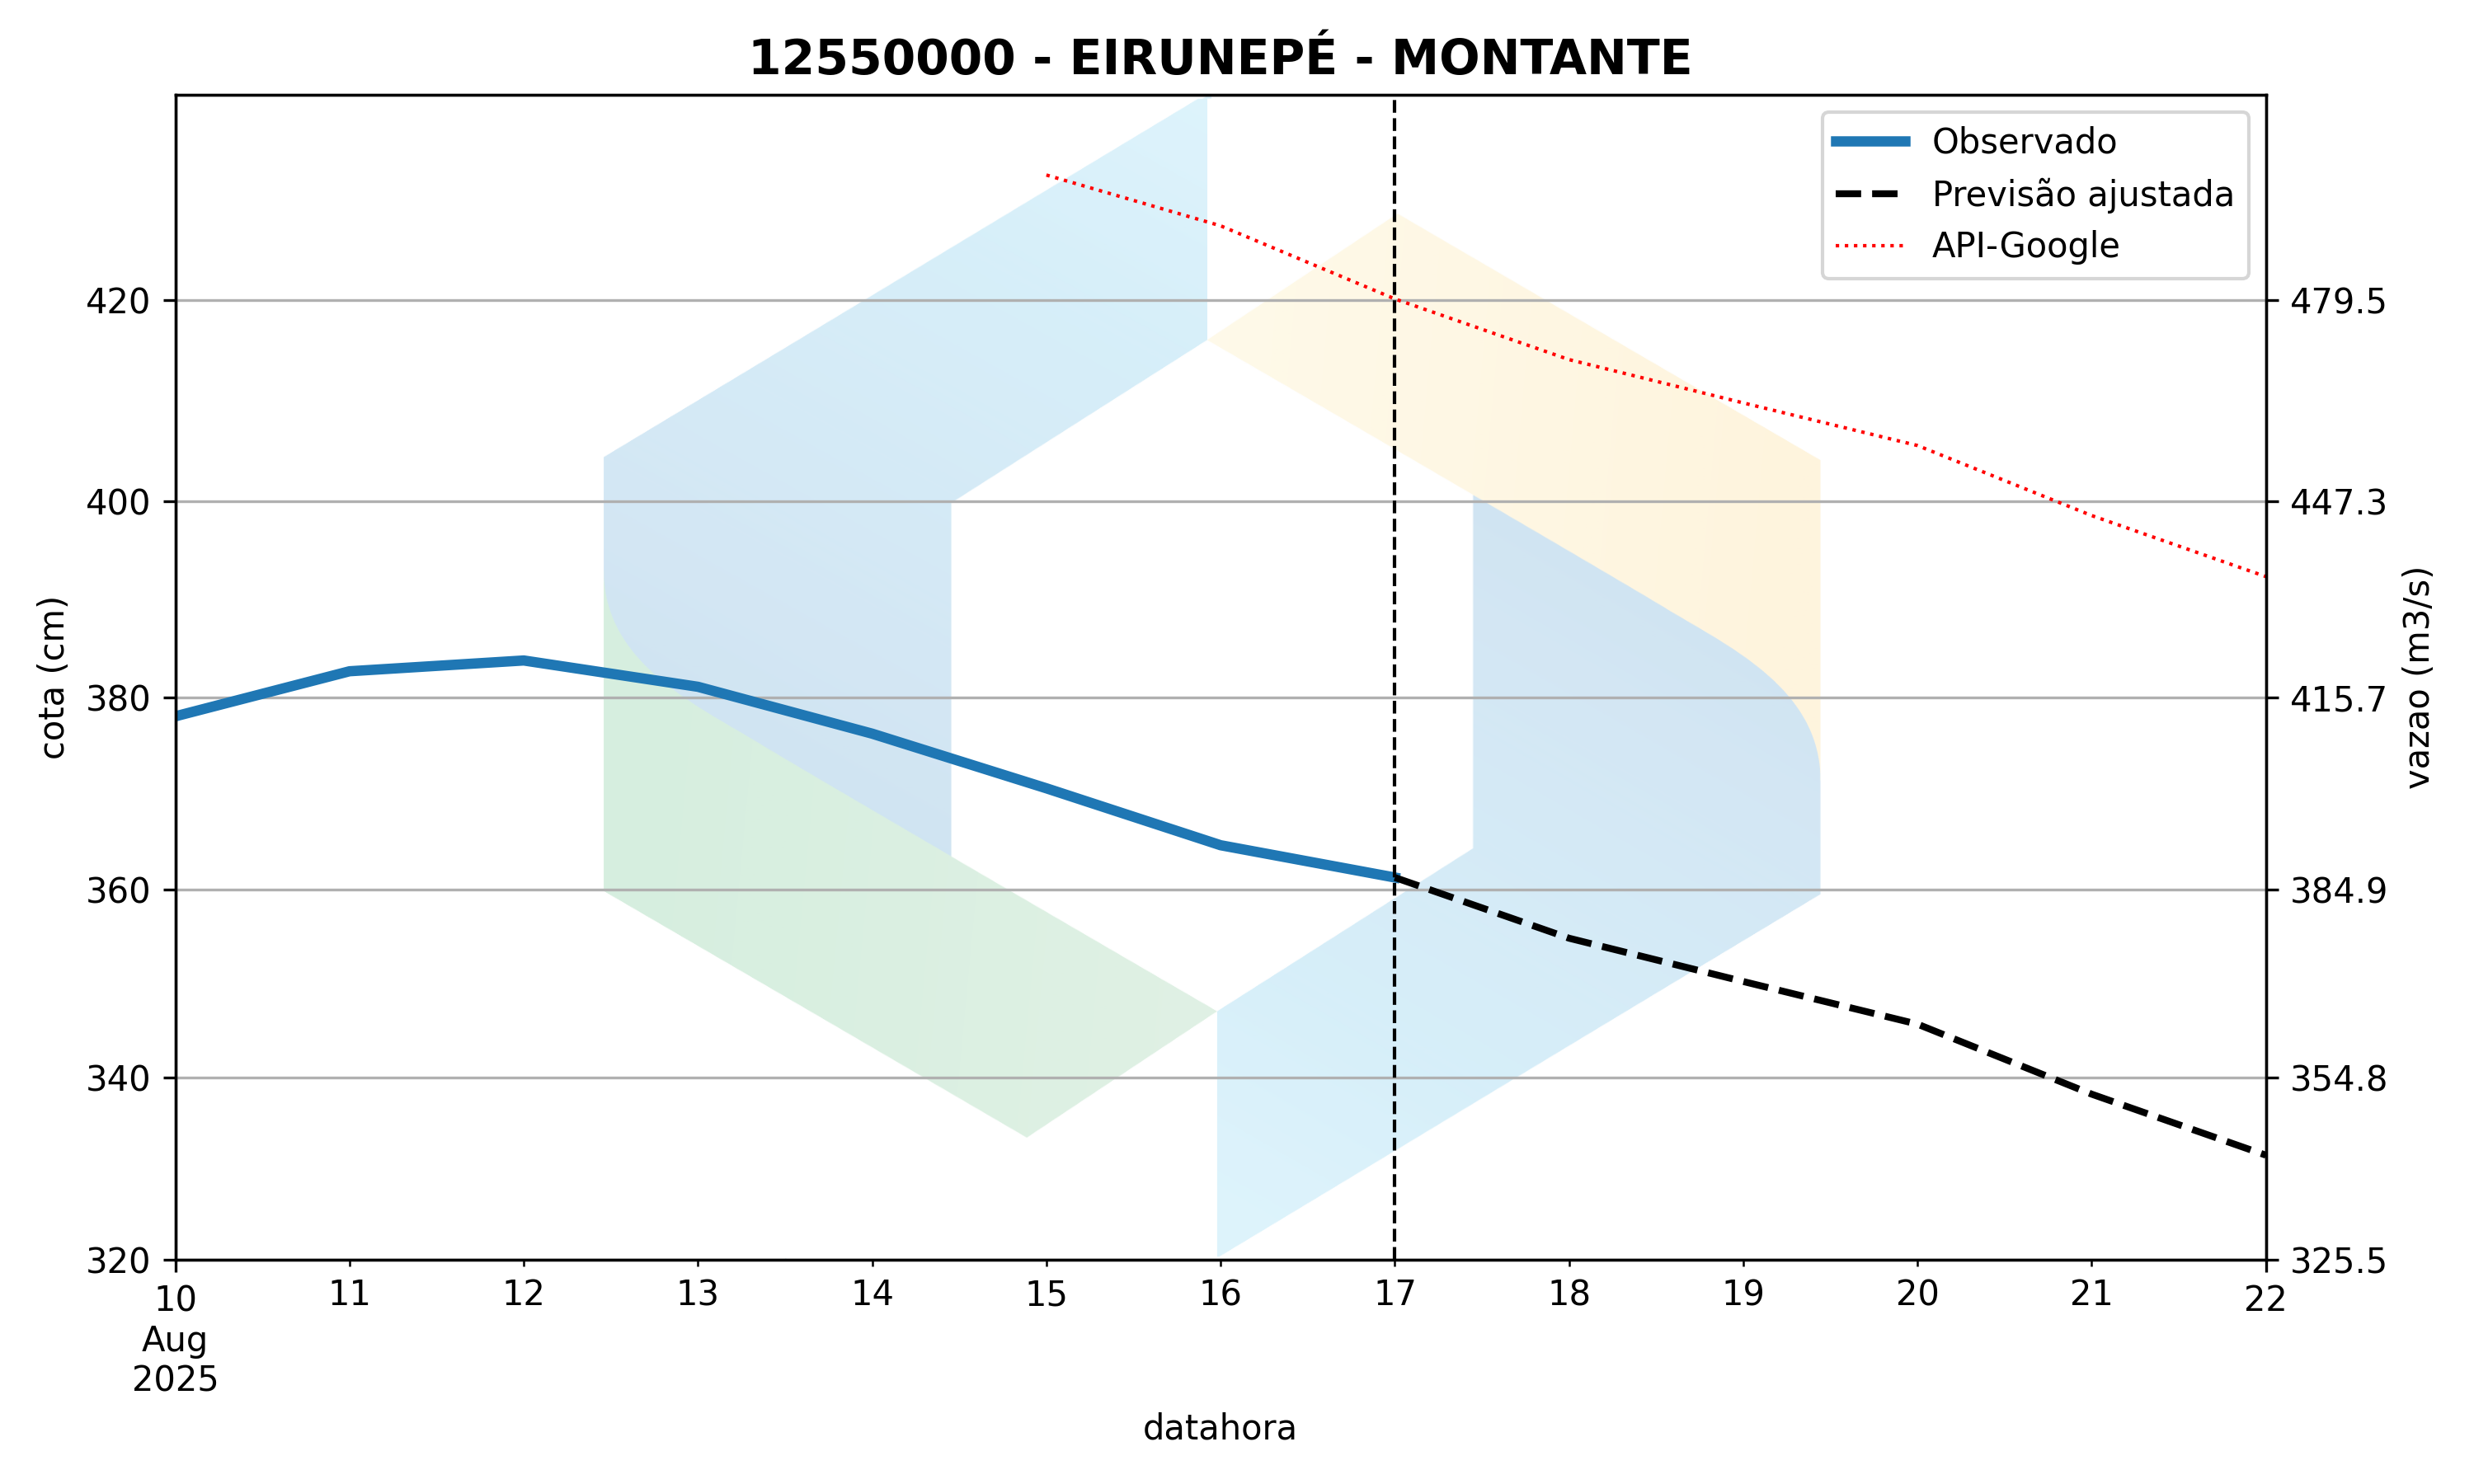 12550000 - EIRUNEPÉ - MONTANTE
Observado
Previsão ajustada
API-Google
420
400
380
360
340
320
cota (cm)
479.5
447.3
415.7
384.9
354.8
325.5
vazao (m3/s)
10 11 12 13 14 15 16 17 18 19 20 21 22
Aug
2025
datahora